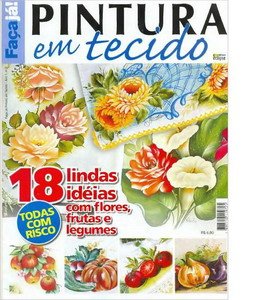 Faça já!
PINTURA
em tecido
18 lindas
idéias
com flores,
frutas e
legumes
TODAS
COM
RISCO